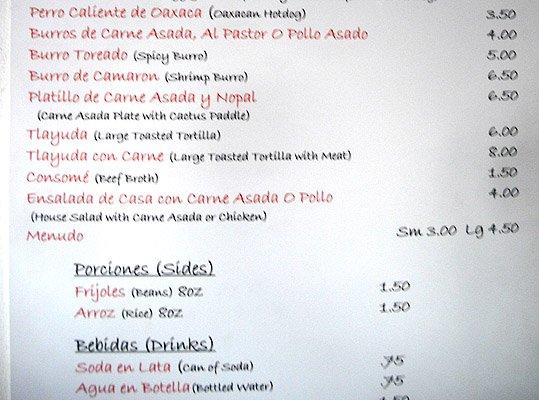 Perro Caliente de Oaxaca (Oaxacan Hotdog) 3.50
Burros de Carne Asada, Al Pastor O Pollo Asado 4.00
Burro Toreado (Spicy Burro) 5.00
Burro de Camaron (Shrimp Burro) 6.50
Platillo de Carne Asada y Nopal 6.50
(Carne Asada Plate with Cactus Paddle)
Tlayuda (Large Toasted Tortilla) 6.00
Tlayuda con Carne (Large Toasted Tortilla with Meat) 8.00
Consomé (Beef Broth) 1.50
Ensalada de Casa con Carne Asada O Pollo 4.00
(House Salad with Carne Asada or Chicken)
Menudo Sm 3.00 Lg 4.50
Porciones (Sides)
Frijoles (Beans) 8oz 1.50
Arroz (Rice) 8oz 1.50
Bebidas (Drinks)
Soda en Lata (Can of Soda) .75
Agua en Botella (Bottled Water) .75